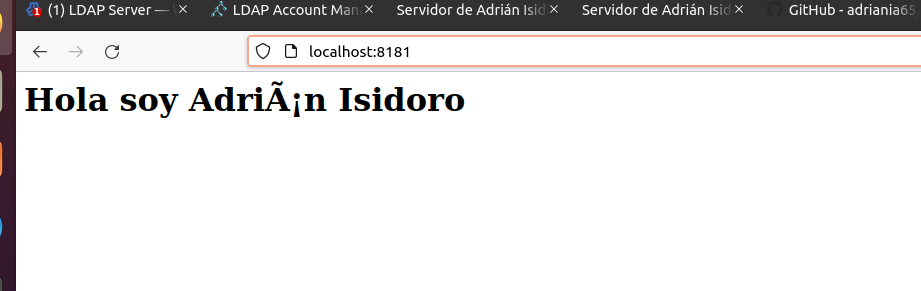 (1) LDAP Server —
LDAP Account Man
Servidor de Adrián Isid
Servidor de Adrián Isid
GitHub - adriania65
localhost:8181
Hola soy AdriÃ¡n Isidoro